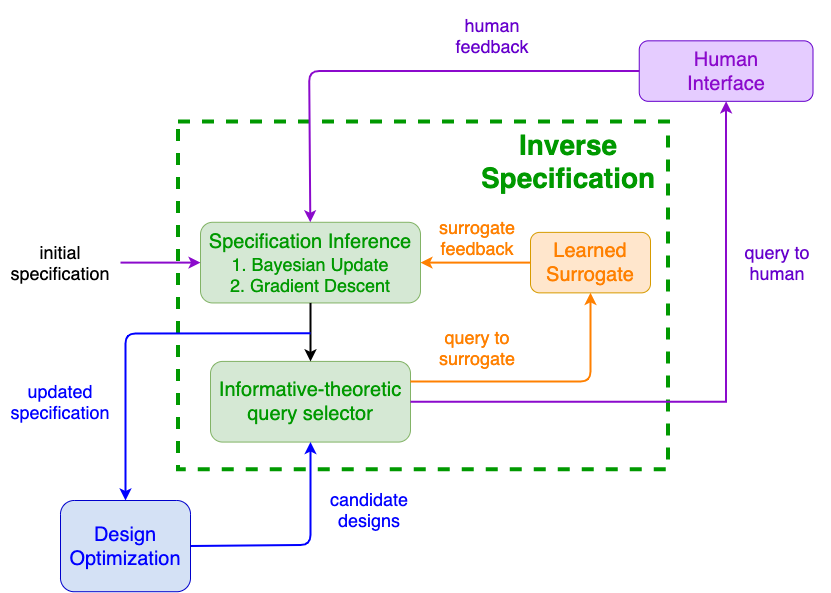 human
feedback
Human
Interface
Inverse
Specification
initial
specification
Specification Inference
1. Bayesian Update
2. Gradient Descent
surrogate
feedback
Learned
Surrogate
query to
human
query to
surrogate
Informative-theoretic
query selector
updated
specification
candidate
designs
Design
Optimization